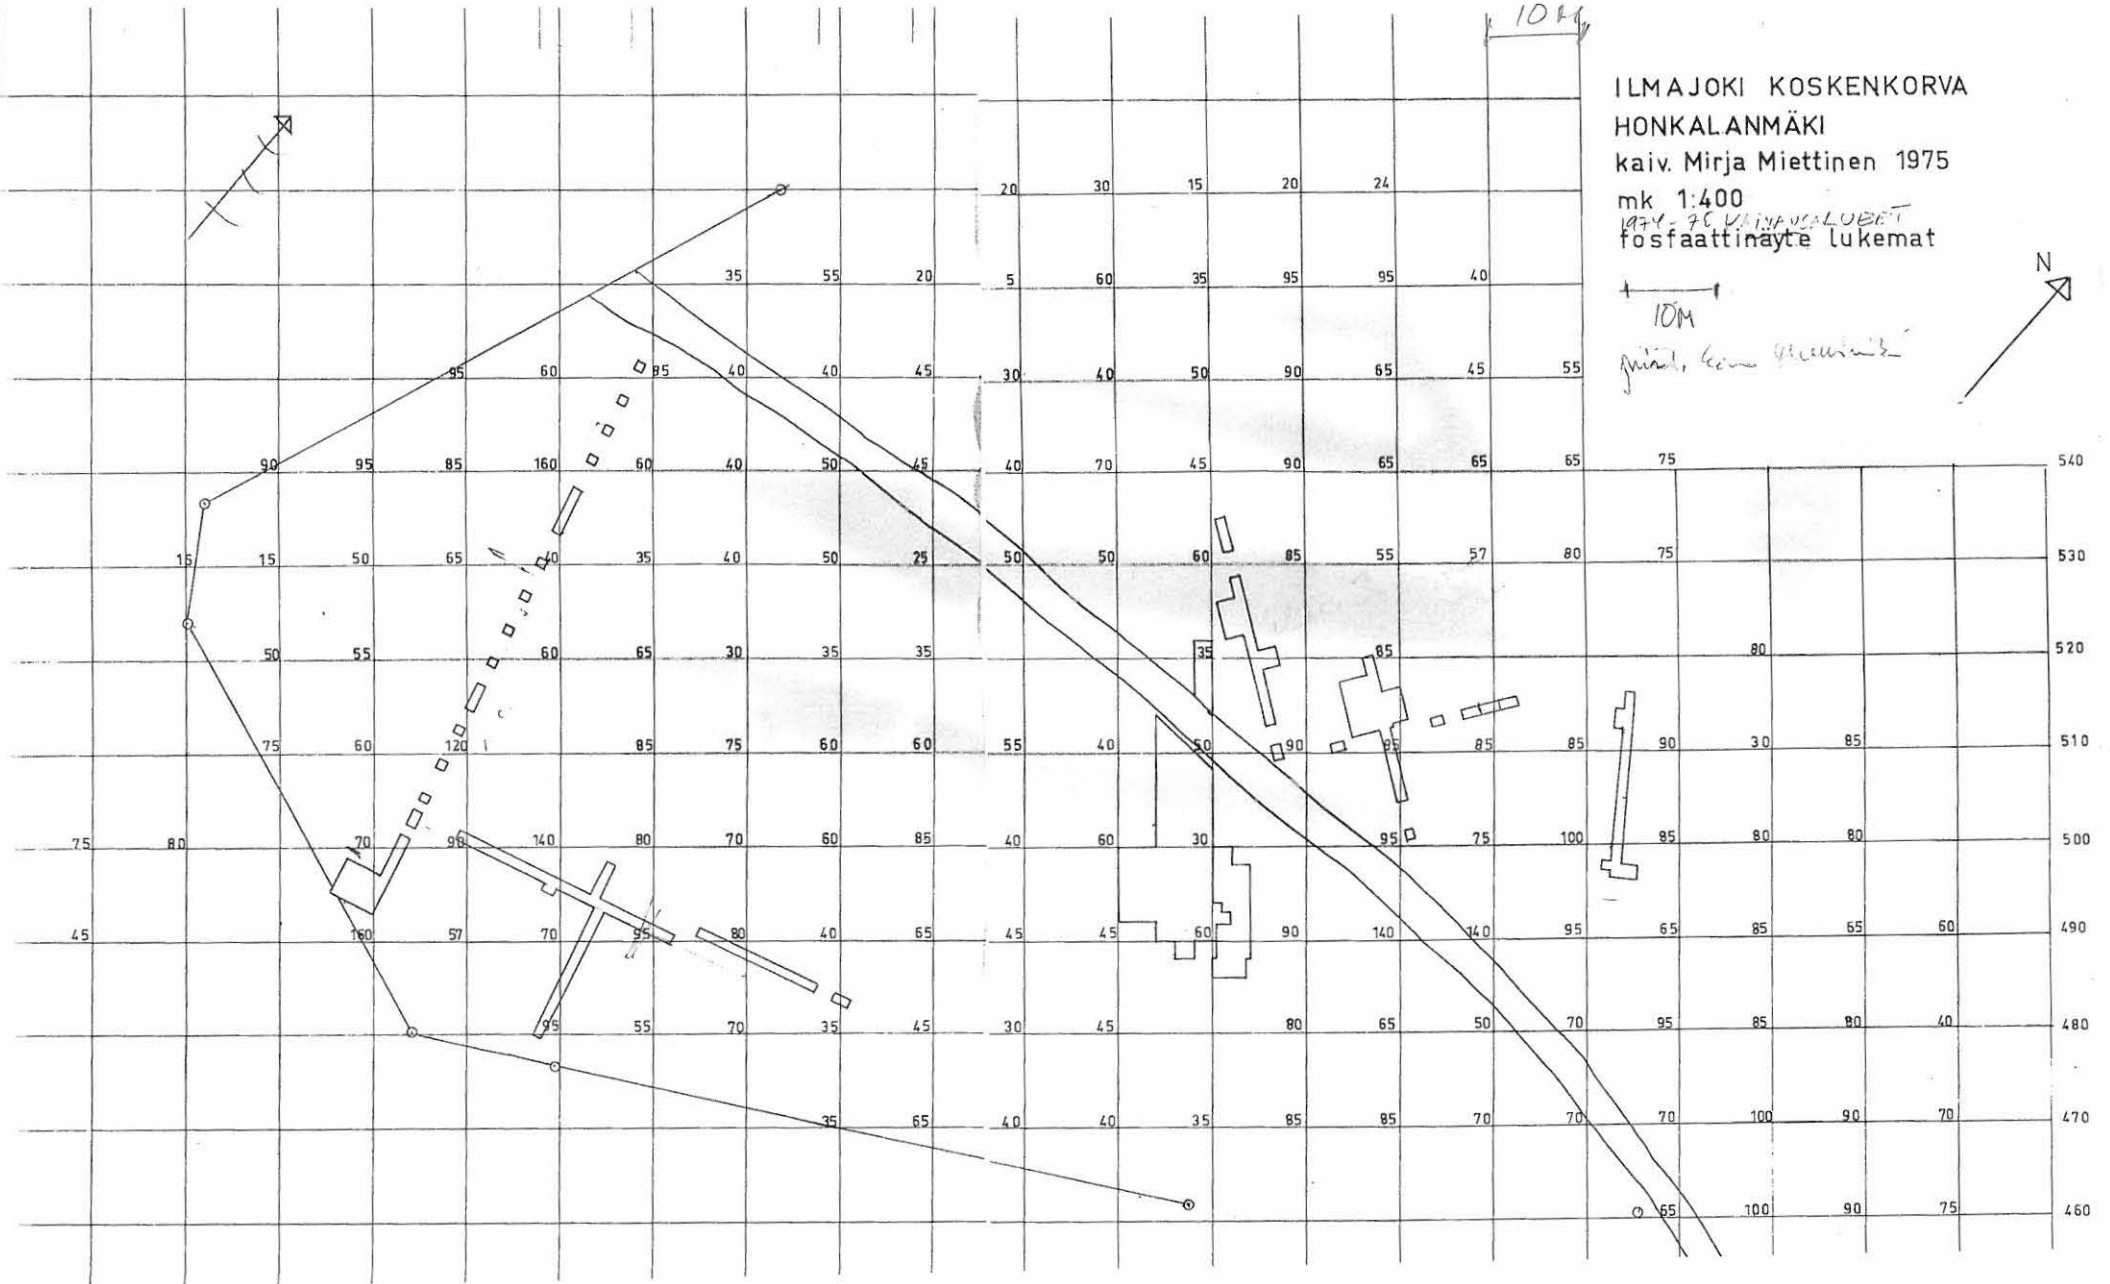 10 M
ILMAJOKI KOSKENKORVA
HONKALANMÄKI
kaiv. Mirja Miettinen 1975
mk 1:400
1974-75 KAIVAUSALUEET
fosfaattinäyte lukemat
N
10M
20 30 15 20 24
35 55 20 5 60 35 95 95 40
95 60 85 40 40 45 30 40 50 90 65 45 55
90 95 85 160 60 40 50 45 40 70 45 90 65 65 65 75 540
15 15 50 65 40 35 40 50 25 50 50 60 85 55 57 80 75 530
50 55 60 65 30 35 35 35 85 80 520
75 60 120 85 75 60 60 55 40 50 90 85 85 85 90 30 85 510
75 80 70 90 140 80 70 60 85 40 60 30 95 75 100 85 80 80 500
45 160 57 70 95 80 40 65 45 45 60 90 140 140 95 65 85 65 60 490
95 55 70 35 45 30 45 80 65 50 70 95 85 80 40 480
35 65 40 40 35 85 85 70 70 70 100 90 70 470
65 100 90 75 460